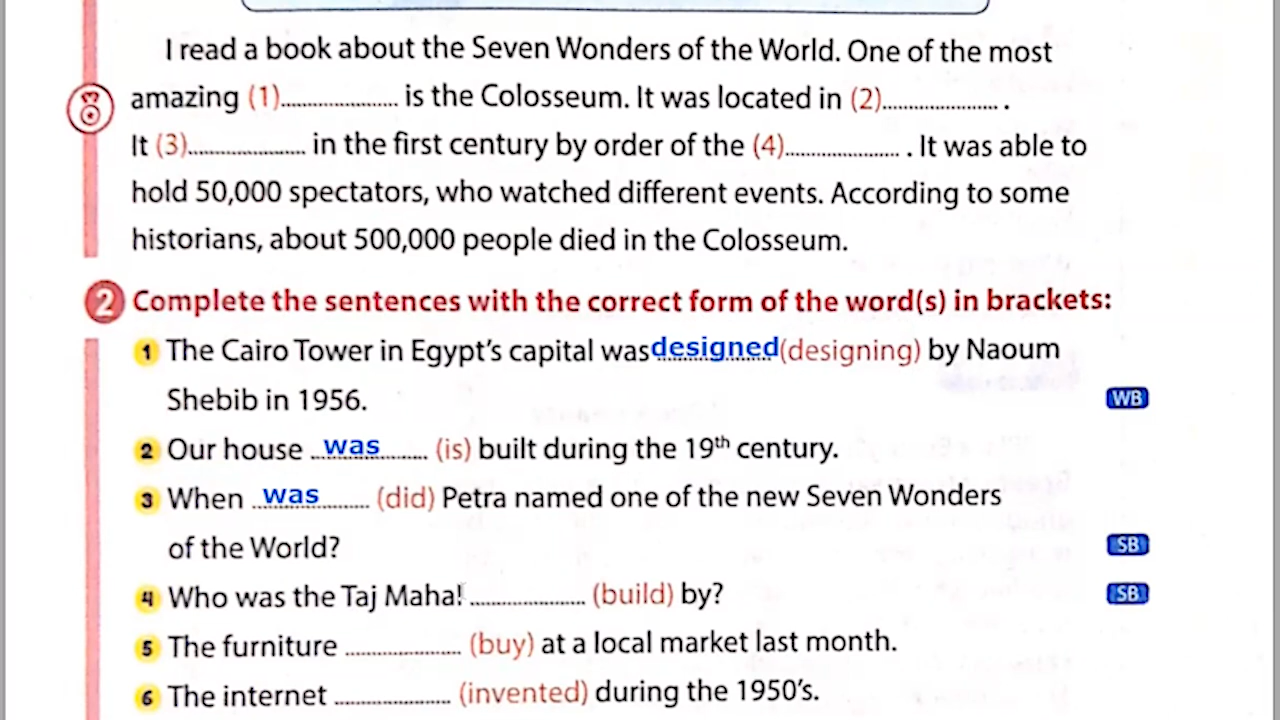 I read a book about the Seven Wonders of the World. One of the most
amazing (1).................... is the Colosseum. It was located in (2).................... .
It (3).................... in the first century by order of the (4).................... . It was able to
hold 50,000 spectators, who watched different events. According to some
historians, about 500,000 people died in the Colosseum.
2 Complete the sentences with the correct form of the word(s) in brackets:
1 The Cairo Tower in Egypt's capital was designed (designing) by Naoum
Shebib in 1956. WB
2 Our house ..was........ (is) built during the 19th century.
3 When ..was........ (did) Petra named one of the new Seven Wonders
of the World? SB
4 Who was the Taj Maha! .................... (build) by? SB
5 The furniture .................... (buy) at a local market last month.
6 The internet .................... (invented) during the 1950's.